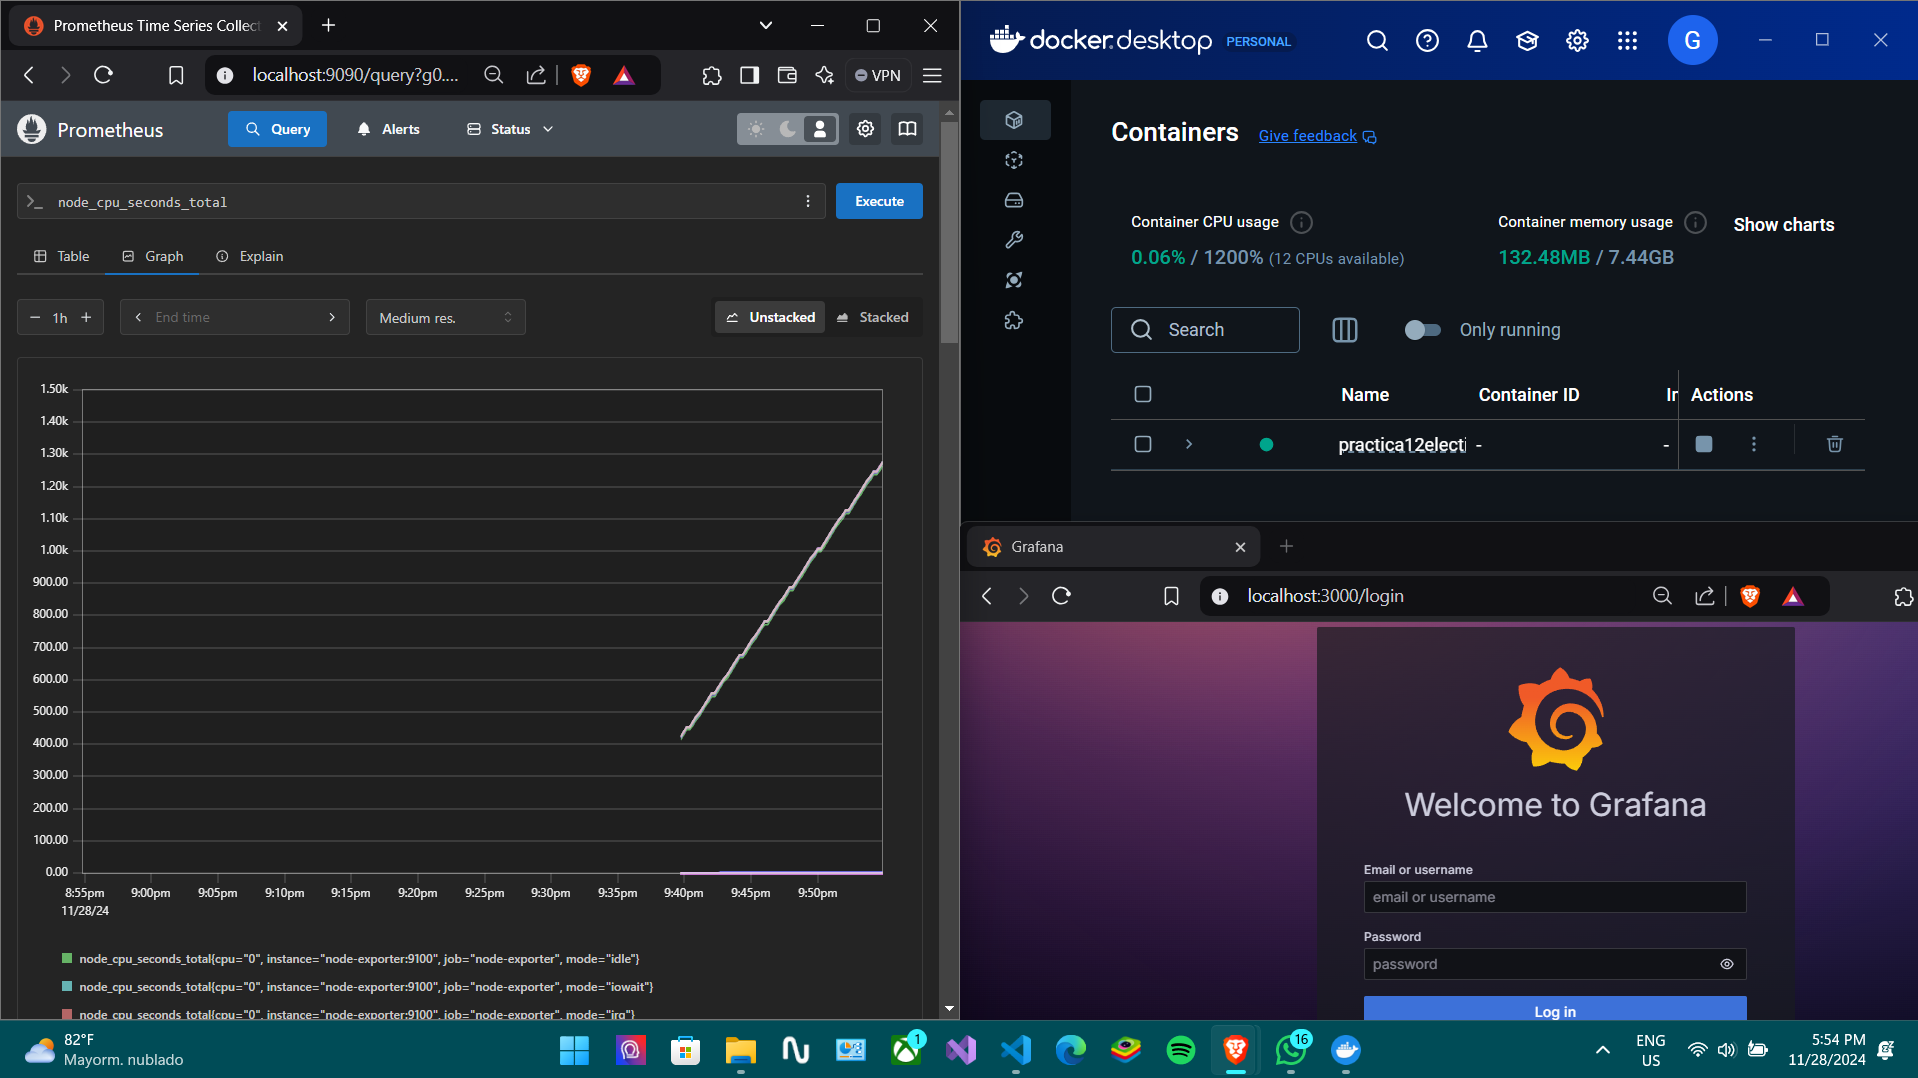 Prometheus Time Series Collect
localhost:9090/query?g0....
VPN
Prometheus
Query
Alerts
Status
node_cpu_seconds_total
Execute
Table
Graph
Explain
1h
End time
Medium res.
Unstacked
Stacked
1.50k
1.40k
1.30k
1.20k
1.10k
1.00k
900.00
800.00
700.00
600.00
500.00
400.00
300.00
200.00
100.00
0.00
8:55pm 9:00pm 9:05pm 9:10pm 9:15pm 9:20pm 9:25pm 9:30pm 9:35pm 9:40pm 9:45pm 9:50pm
11/28/24
node_cpu_seconds_total{cpu="0", instance="node-exporter:9100", job="node-exporter", mode="idle"}
node_cpu_seconds_total{cpu="0", instance="node-exporter:9100", job="node-exporter", mode="iowait"}
node_cpu_seconds_total{cpu="0", instance="node-exporter:9100", job="node-exporter", mode="irq"}
docker.desktop PERSONAL
G
Containers
Give feedback
Container CPU usage
0.06% / 1200% (12 CPUs available)
Container memory usage
132.48MB / 7.44GB
Show charts
Search
Only running
Name Container ID Actions
practica12electi - -
Grafana
localhost:3000/login
Welcome to Grafana
Email or username
email or username
Password
password
Log in
82°F
Mayorm. nublado
1
16
ENG
US
5:54 PM
11/28/2024